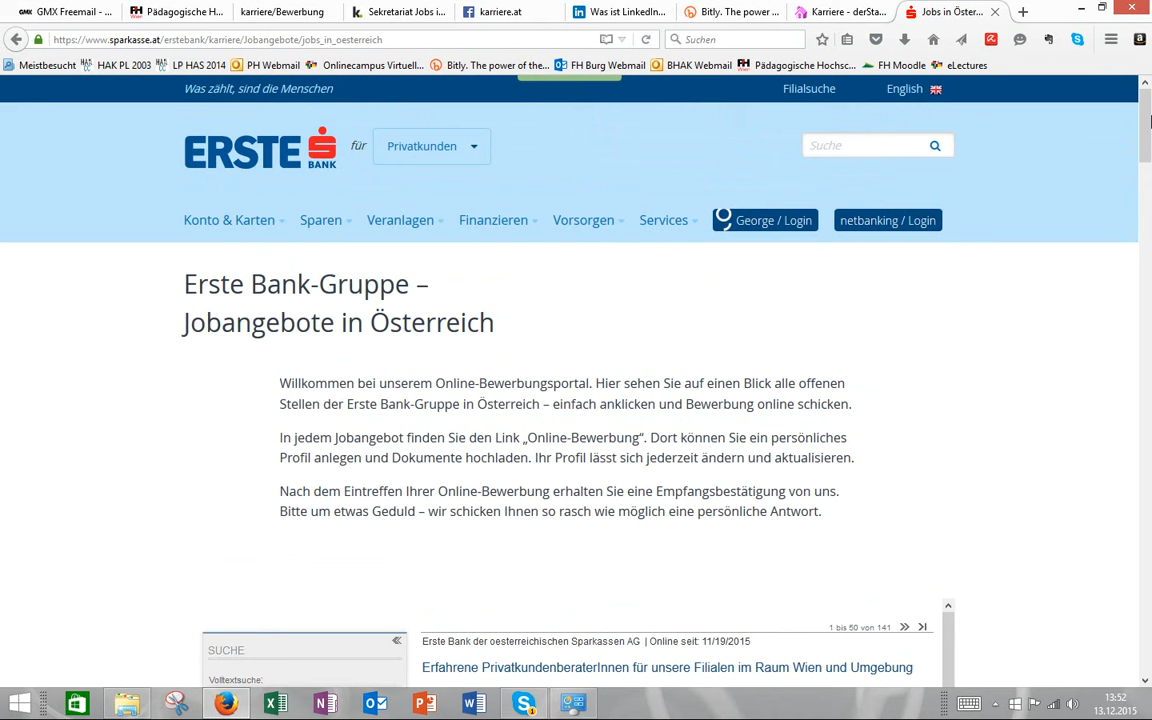 GMX Freemail - ...
Pädagogische H...
karriere/Bewerbung
Sekretariat Jobs i...
karriere.at
Was ist LinkedIn...
Bitly. The power ...
Karriere - derSta...
Jobs in Öster...
https://www.sparkasse.at/erstebank/karriere/Jobangebote/jobs_in_oesterreich
Suchen
Meistbesucht
HAK PL 2003
LP HAS 2014
PH Webmail
Onlinecampus Virtuell...
Bitly. The power of the...
FH Burg Webmail
BHAK Webmail
Pädagogische Hochsc...
FH Moodle
eLectures
Was zählt, sind die Menschen
Filialsuche
English
ERSTE BANK
für
Privatkunden
Suche
Konto & Karten
Sparen
Veranlagen
Finanzieren
Vorsorgen
Services
George / Login
netbanking / Login
Erste Bank-Gruppe –
Jobangebote in Österreich
Willkommen bei unserem Online-Bewerbungsportal. Hier sehen Sie auf einen Blick alle offenen
Stellen der Erste Bank-Gruppe in Österreich – einfach anklicken und Bewerbung online schicken.
In jedem Jobangebot finden Sie den Link „Online-Bewerbung“. Dort können Sie ein persönliches
Profil anlegen und Dokumente hochladen. Ihr Profil lässt sich jederzeit ändern und aktualisieren.
Nach dem Eintreffen Ihrer Online-Bewerbung erhalten Sie eine Empfangsbestätigung von uns.
Bitte um etwas Geduld – wir schicken Ihnen so rasch wie möglich eine persönliche Antwort.
1 bis 50 von 141
SUCHE
Volltextsuche:
Erste Bank der oesterreichischen Sparkassen AG | Online seit: 11/19/2015
Erfahrene PrivatkundenberaterInnen für unsere Filialen im Raum Wien und Umgebung
13:52
13.12.2015